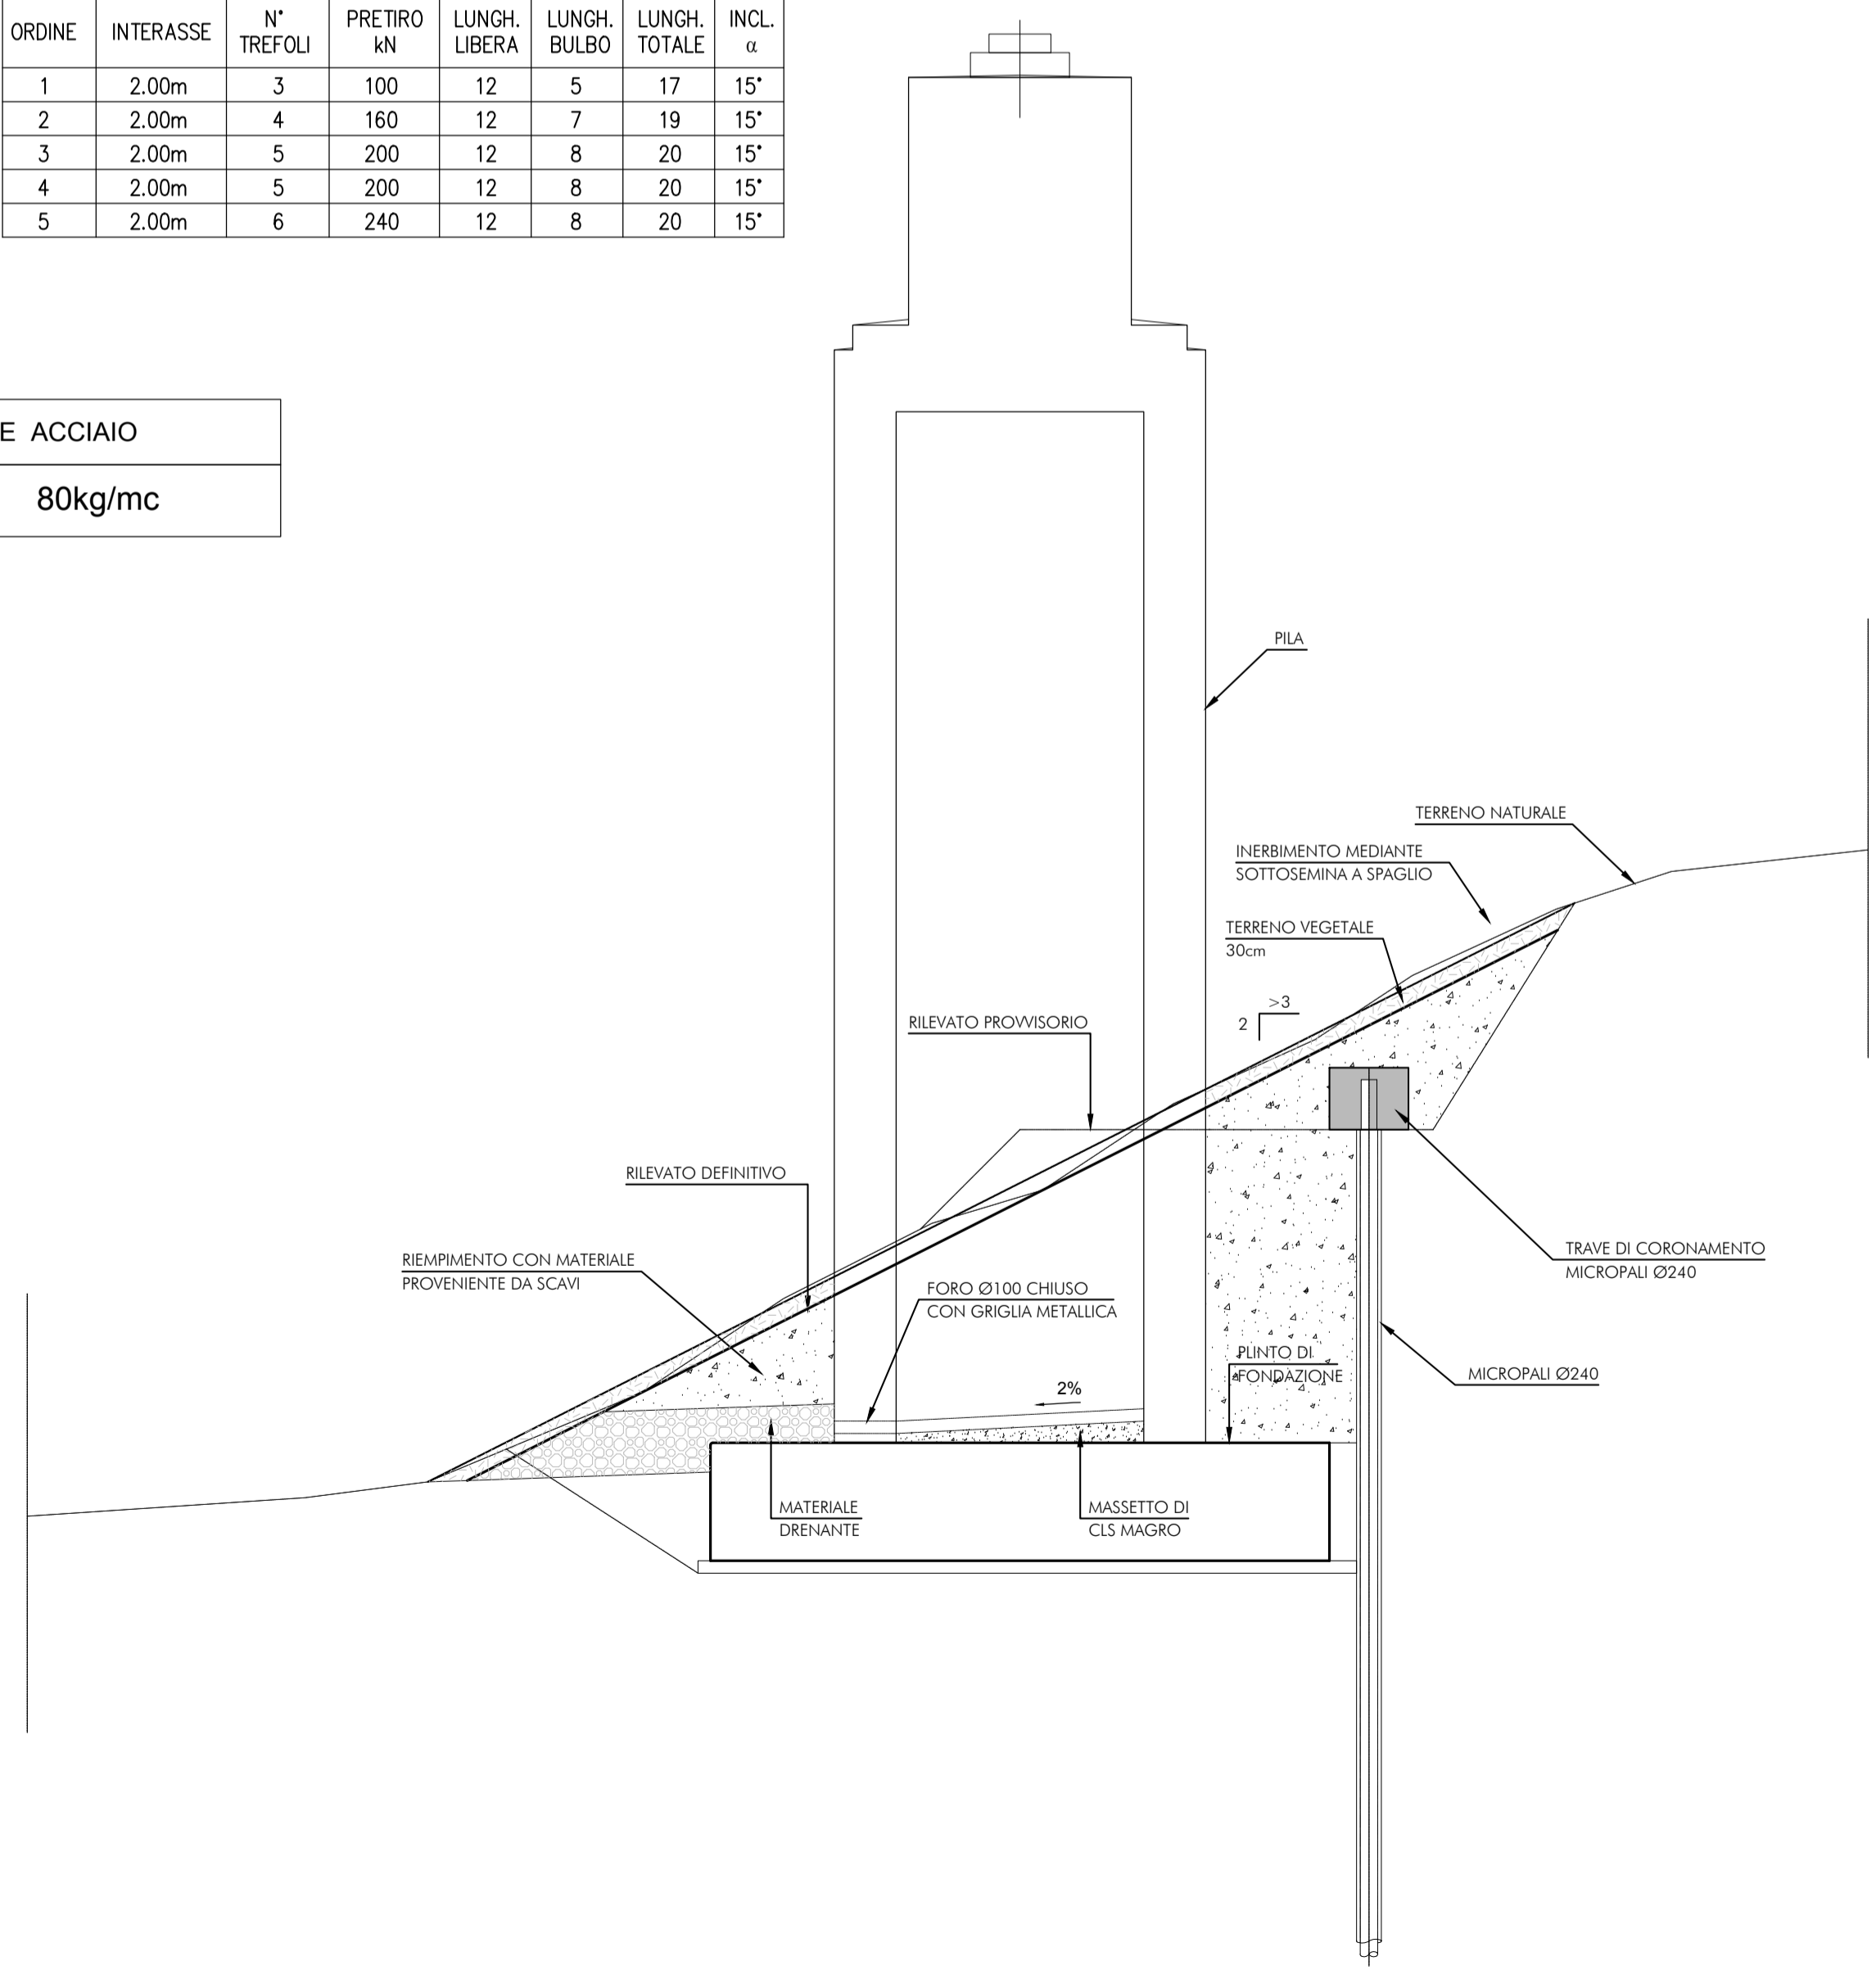 ORDINE INTERASSE N° TREFOLI PRETIRO kN LUNGH. LIBERA LUNGH. BULBO LUNGH. TOTALE INCL. α
1 2.00m 3 100 12 5 17 15°
2 2.00m 4 160 12 7 19 15°
3 2.00m 5 200 12 8 20 15°
4 2.00m 5 200 12 8 20 15°
5 2.00m 6 240 12 8 20 15°
E ACCIAIO
80kg/mc
PILA
TERRENO NATURALE
INERBIMENTO MEDIANTE
SOTTOSEMINA A SPAGLIO
TERRENO VEGETALE
30cm
>3
2
RILEVATO PROVVISORIO
RILEVATO DEFINITIVO
RIEMPIMENTO CON MATERIALE
PROVENIENTE DA SCAVI
FORO Ø100 CHIUSO
CON GRIGLIA METALLICA
TRAVE DI CORONAMENTO
MICROPALI Ø240
PLINTO DI
FONDAZIONE
MICROPALI Ø240
2%
MATERIALE
DRENANTE
MASSETTO DI
CLS MAGRO